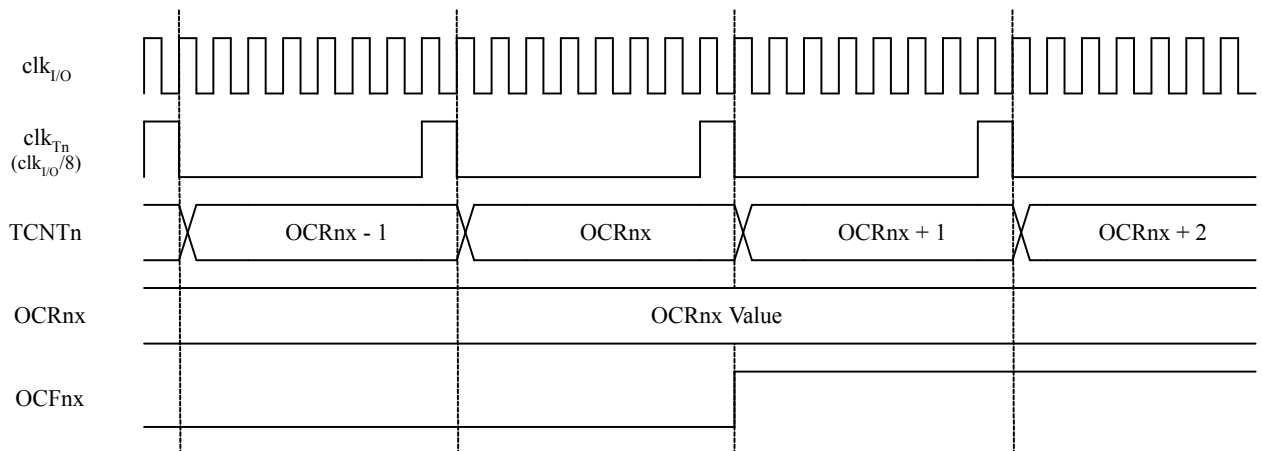 clkI/O
clkTn
(clkI/O/8)
TCNTn
OCRnx - 1
OCRnx
OCRnx + 1
OCRnx + 2
OCRnx
OCRnx Value
OCFnx